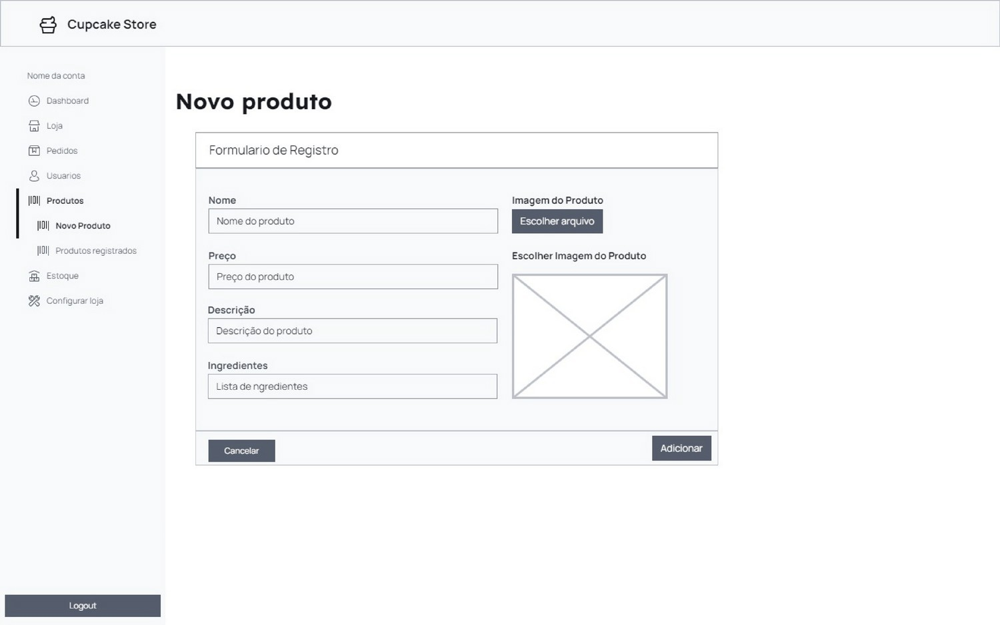 Cupcake Store
Nome da conta
Dashboard
Loja
Pedidos
Usuarios
Produtos
Novo Produto
Produtos registrados
Estoque
Configurar loja
Logout
Novo produto
Formulario de Registro
Nome
Nome do produto
Preço
Preço do produto
Descrição
Descrição do produto
Ingredientes
Lista de ngredientes
Imagem do Produto
Escolher arquivo
Escolher Imagem do Produto
Cancelar
Adicionar